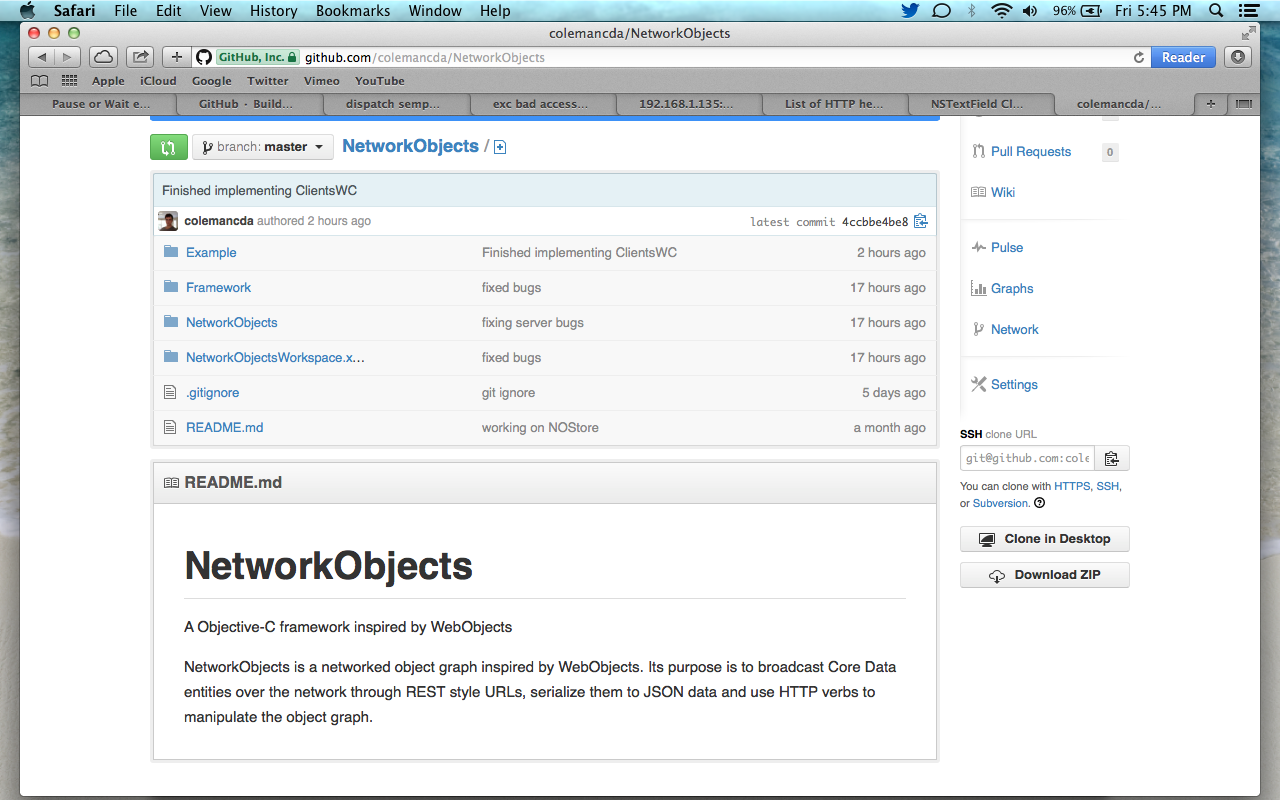 Safari File Edit View History Bookmarks Window Help 96% Fri 5:45 PM
colemancda/NetworkObjects
GitHub, Inc. github.com/colemancda/NetworkObjects Reader
Apple iCloud Google Twitter Vimeo YouTube
Pause or Wait e... GitHub · Build... dispatch semp... exc bad access... 192.168.1.135:... List of HTTP he... NSTextField Cl... colemancda/...
branch: master NetworkObjects /
Finished implementing ClientsWC
colemancda authored 2 hours ago latest commit 4ccbbe4be8
Example Finished implementing ClientsWC 2 hours ago
Framework fixed bugs 17 hours ago
NetworkObjects fixing server bugs 17 hours ago
NetworkObjectsWorkspace.x... fixed bugs 17 hours ago
.gitignore git ignore 5 days ago
README.md working on NOStore a month ago
README.md
NetworkObjects
A Objective-C framework inspired by WebObjects
NetworkObjects is a networked object graph inspired by WebObjects. Its purpose is to broadcast Core Data
entities over the network through REST style URLs, serialize them to JSON data and use HTTP verbs to
manipulate the object graph.
Pull Requests 0
Wiki
Pulse
Graphs
Network
Settings
SSH clone URL
git@github.com:cole
You can clone with HTTPS, SSH,
or Subversion.
Clone in Desktop
Download ZIP